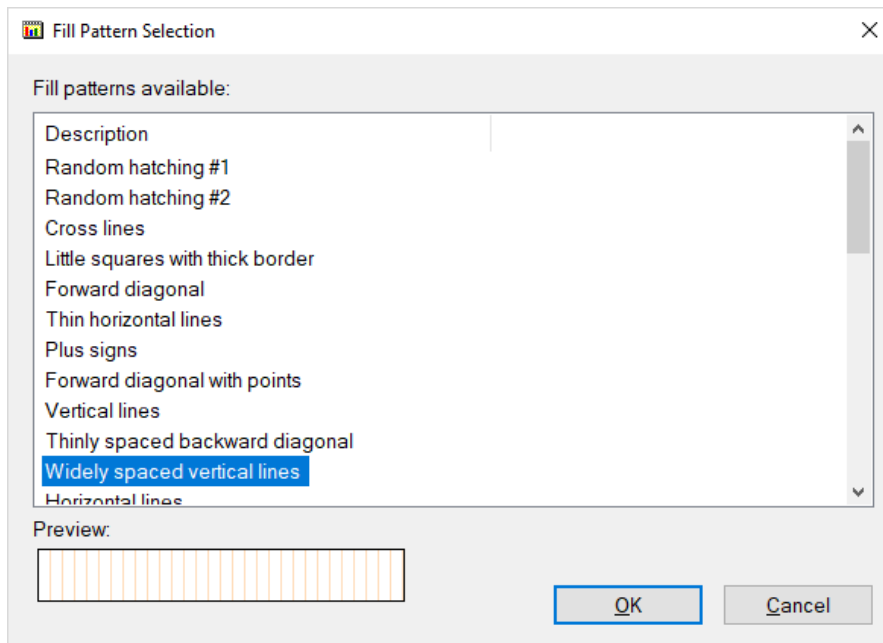 Fill Pattern Selection
Fill patterns available:
Description
Random hatching #1
Random hatching #2
Cross lines
Little squares with thick border
Forward diagonal
Thin horizontal lines
Plus signs
Forward diagonal with points
Vertical lines
Thinly spaced backward diagonal
Widely spaced vertical lines
Horizontal lines
Preview:
OK
Cancel